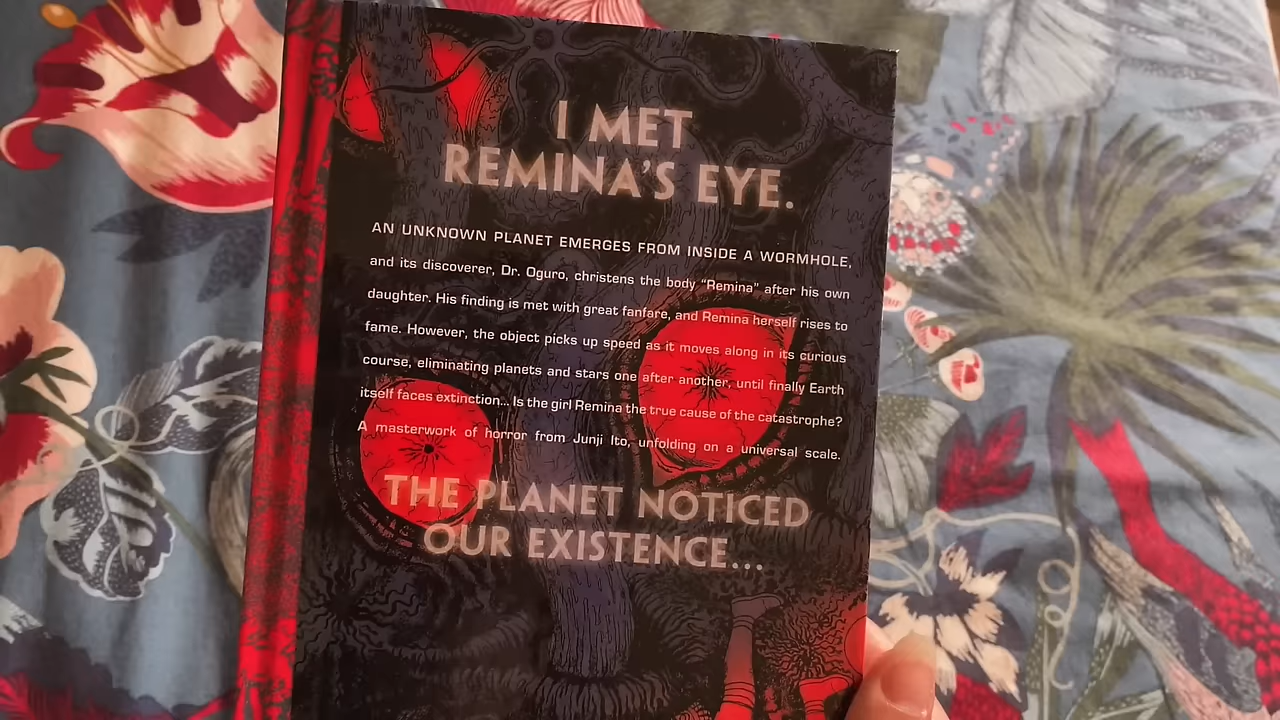 I MET
REMINA'S EYE.
AN UNKNOWN PLANET EMERGES FROM INSIDE A WORMHOLE,
and its discoverer, Dr. Oguro, christens the body “Remina” after his own
daughter. His finding is met with great fanfare, and Remina herself rises to
fame. However, the object picks up speed as it moves along in its curious
course, eliminating planets and stars one after another, until finally Earth
itself faces extinction... Is the girl Remina the true cause of the catastrophe?
A masterwork of horror from Junji Ito, unfolding on a universal scale.
THE PLANET NOTICED
OUR EXISTENCE...